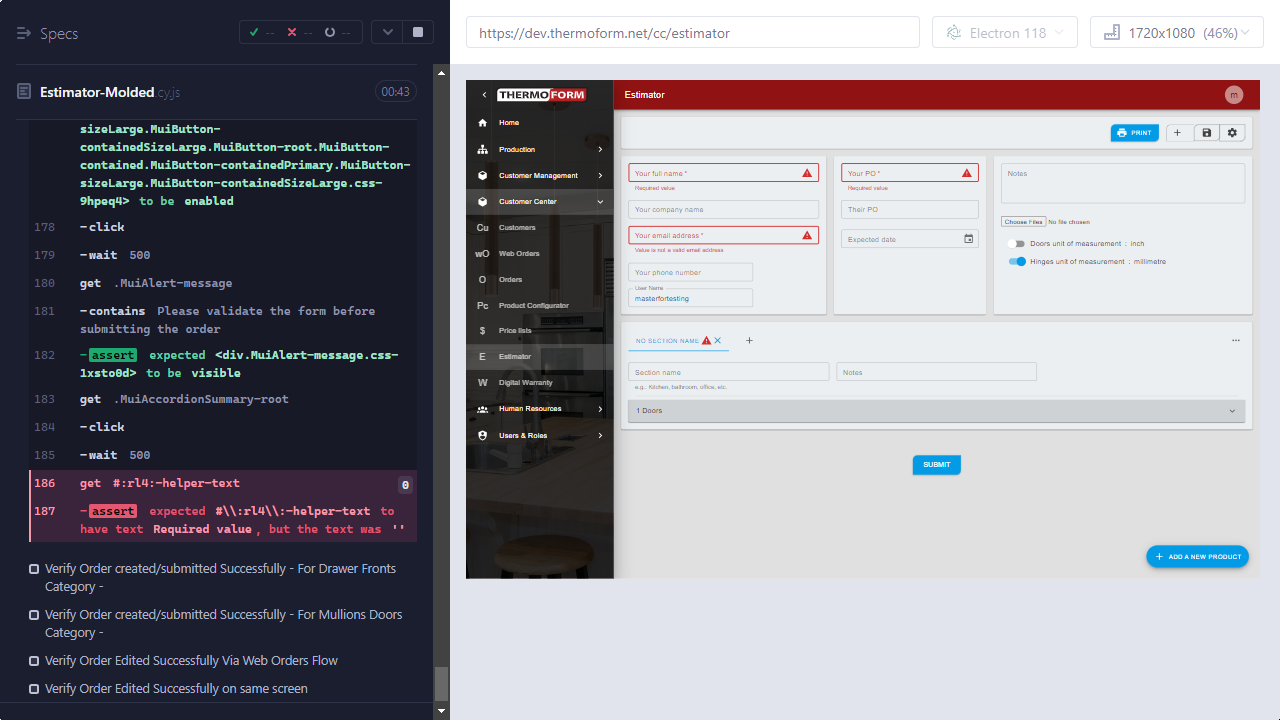 Specs
-- -- --
Estimator-Molded.cy.js
00:43
sizeLarge.MuiButton-
containedSizeLarge.MuiButton-root.MuiButton-
contained.MuiButton-containedPrimary.MuiButton-
sizeLarge.MuiButton-containedSizeLarge.css-
9hpeq4> to be enabled
178 -click
179 -wait 500
180 get .MuiAlert-message
181 -contains Please validate the form before
submitting the order
182 -assert expected <div.MuiAlert-message.css-
1xsto0d> to be visible
183 get .MuiAccordionSummary-root
184 -click
185 -wait 500
186 get #:rl4:-helper-text 0
187 -assert expected #\\:rl4\\:-helper-text to
have text Required value, but the text was ''
Verify Order created/submitted Successfully - For Drawer Fronts
Category -
Verify Order created/submitted Successfully - For Mullions Doors
Category -
Verify Order Edited Successfully Via Web Orders Flow
Verify Order Edited Successfully on same screen
https://dev.thermoform.net/cc/estimator
Electron 118
1720x1080 (46%)
THERMOFORM
Home
Production
Customer Management
Customer Center
Cu Customers
wO Web Orders
O Orders
Pc Product Configurator
$ Price lists
E Estimator
W Digital Warranty
Human Resources
Users & Roles
Estimator
m
PRINT
+
Your full name *
Required value
Your company name
Your email address *
Value is not a valid email address
Your phone number
User Name
masterfortesting
Your PO *
Required value
Their PO
Expected date
Notes
Choose Files No file chosen
Doors unit of measurement : inch
Hinges unit of measurement : millimetre
NO SECTION NAME
+
...
Section name
e.g.: Kitchen, bathroom, office, etc.
Notes
1 Doors
SUBMIT
+ ADD A NEW PRODUCT